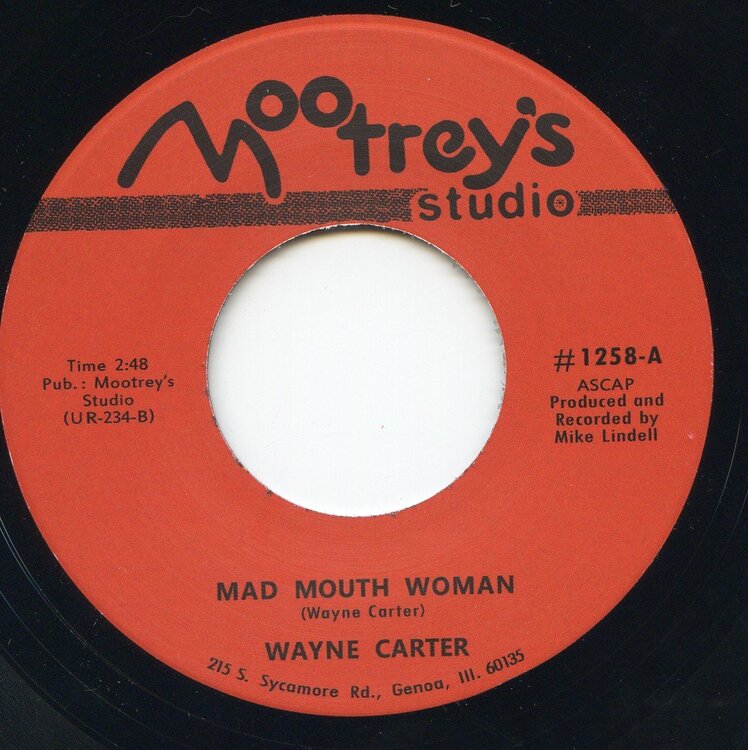 Mootrey's
studio
Time 2:48
Pub.: Mootrey's
Studio
(UR-234-B)
#1258-A
ASCAP
Produced and
Recorded by
Mike Lindell
MAD MOUTH WOMAN
(Wayne Carter)
WAYNE CARTER
215 S. Sycamore Rd., Genoa, Ill. 60135